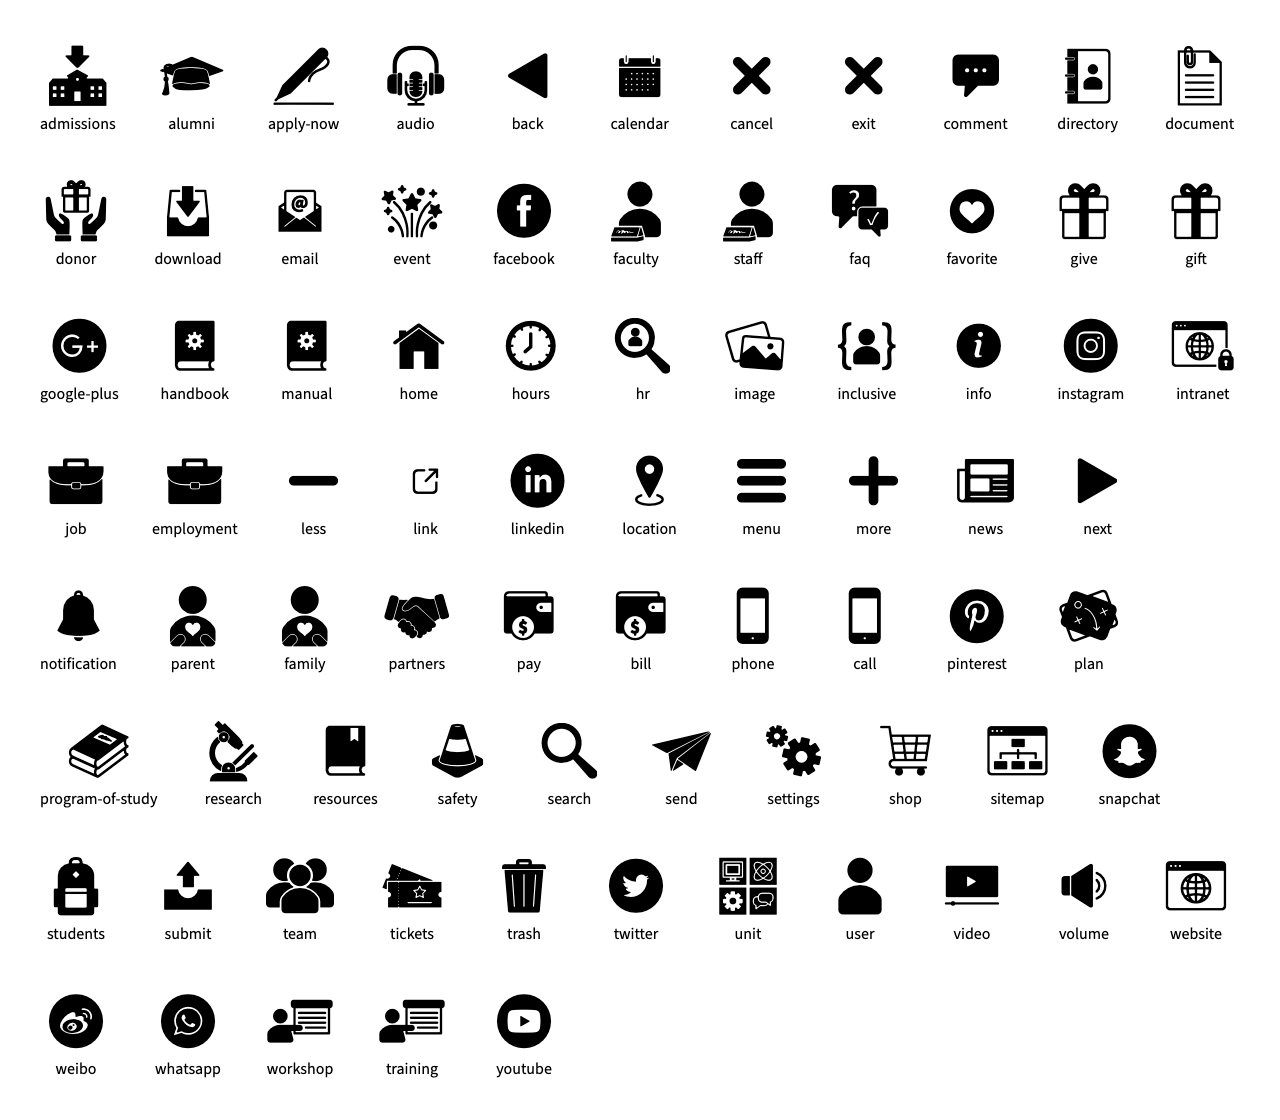 admissions alumni apply-now audio back calendar cancel exit comment directory document
donor download email event facebook faculty staff faq favorite give gift
google-plus handbook manual home hours hr image inclusive info instagram intranet
job employment less link linkedin location menu more news next
notification parent family partners pay bill phone call pinterest plan
program-of-study research resources safety search send settings shop sitemap snapchat
students submit team tickets trash twitter unit user video volume website
weibo whatsapp workshop training youtube